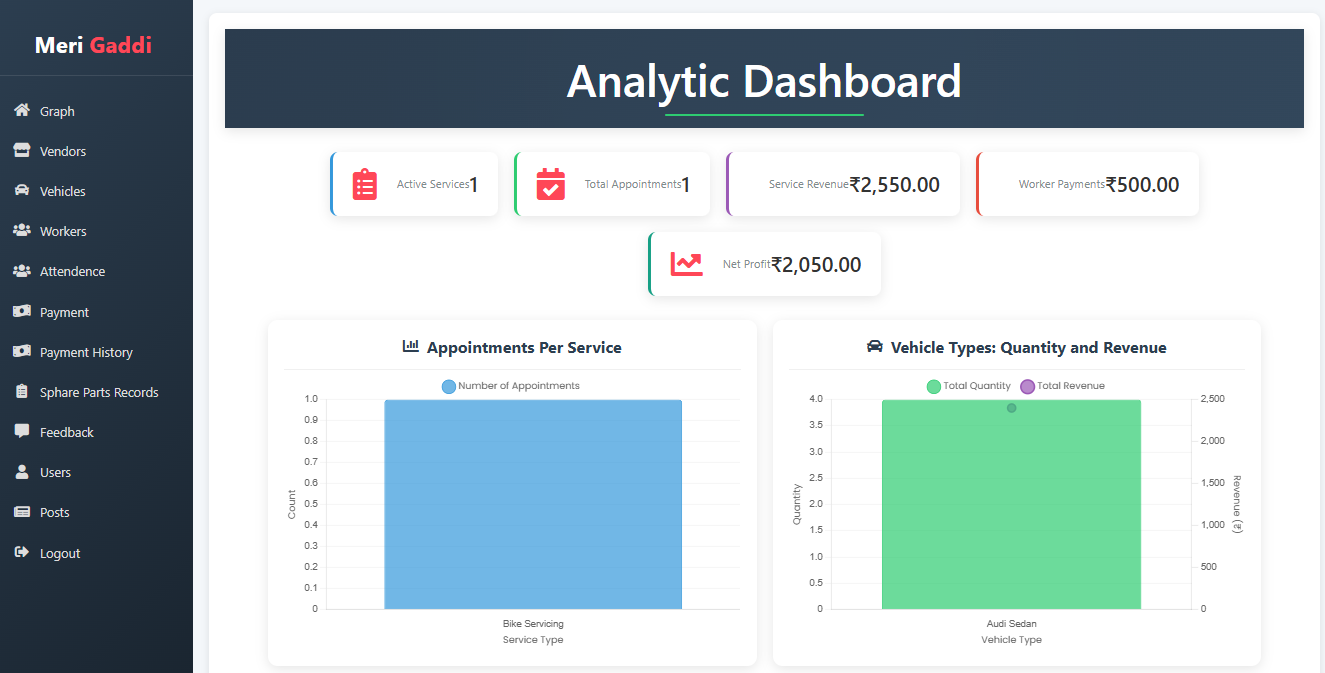 Meri Gaddi
Graph
Vendors
Vehicles
Workers
Attendence
Payment
Payment History
Sphare Parts Records
Feedback
Users
Posts
Logout
Analytic Dashboard
Active Services1
Total Appointments1
Service Revenue₹2,550.00
Worker Payments₹500.00
Net Profit₹2,050.00
Appointments Per Service
Number of Appointments
1.0
0.9
0.8
0.7
0.6
0.5
0.4
0.3
0.2
0.1
0
Count
Bike Servicing
Service Type
Vehicle Types: Quantity and Revenue
Total Quantity Total Revenue
4.0
3.5
3.0
2.5
2.0
1.5
1.0
0.5
0
Quantity
2,500
2,000
1,500
1,000
500
0
Revenue (₹)
Audi Sedan
Vehicle Type